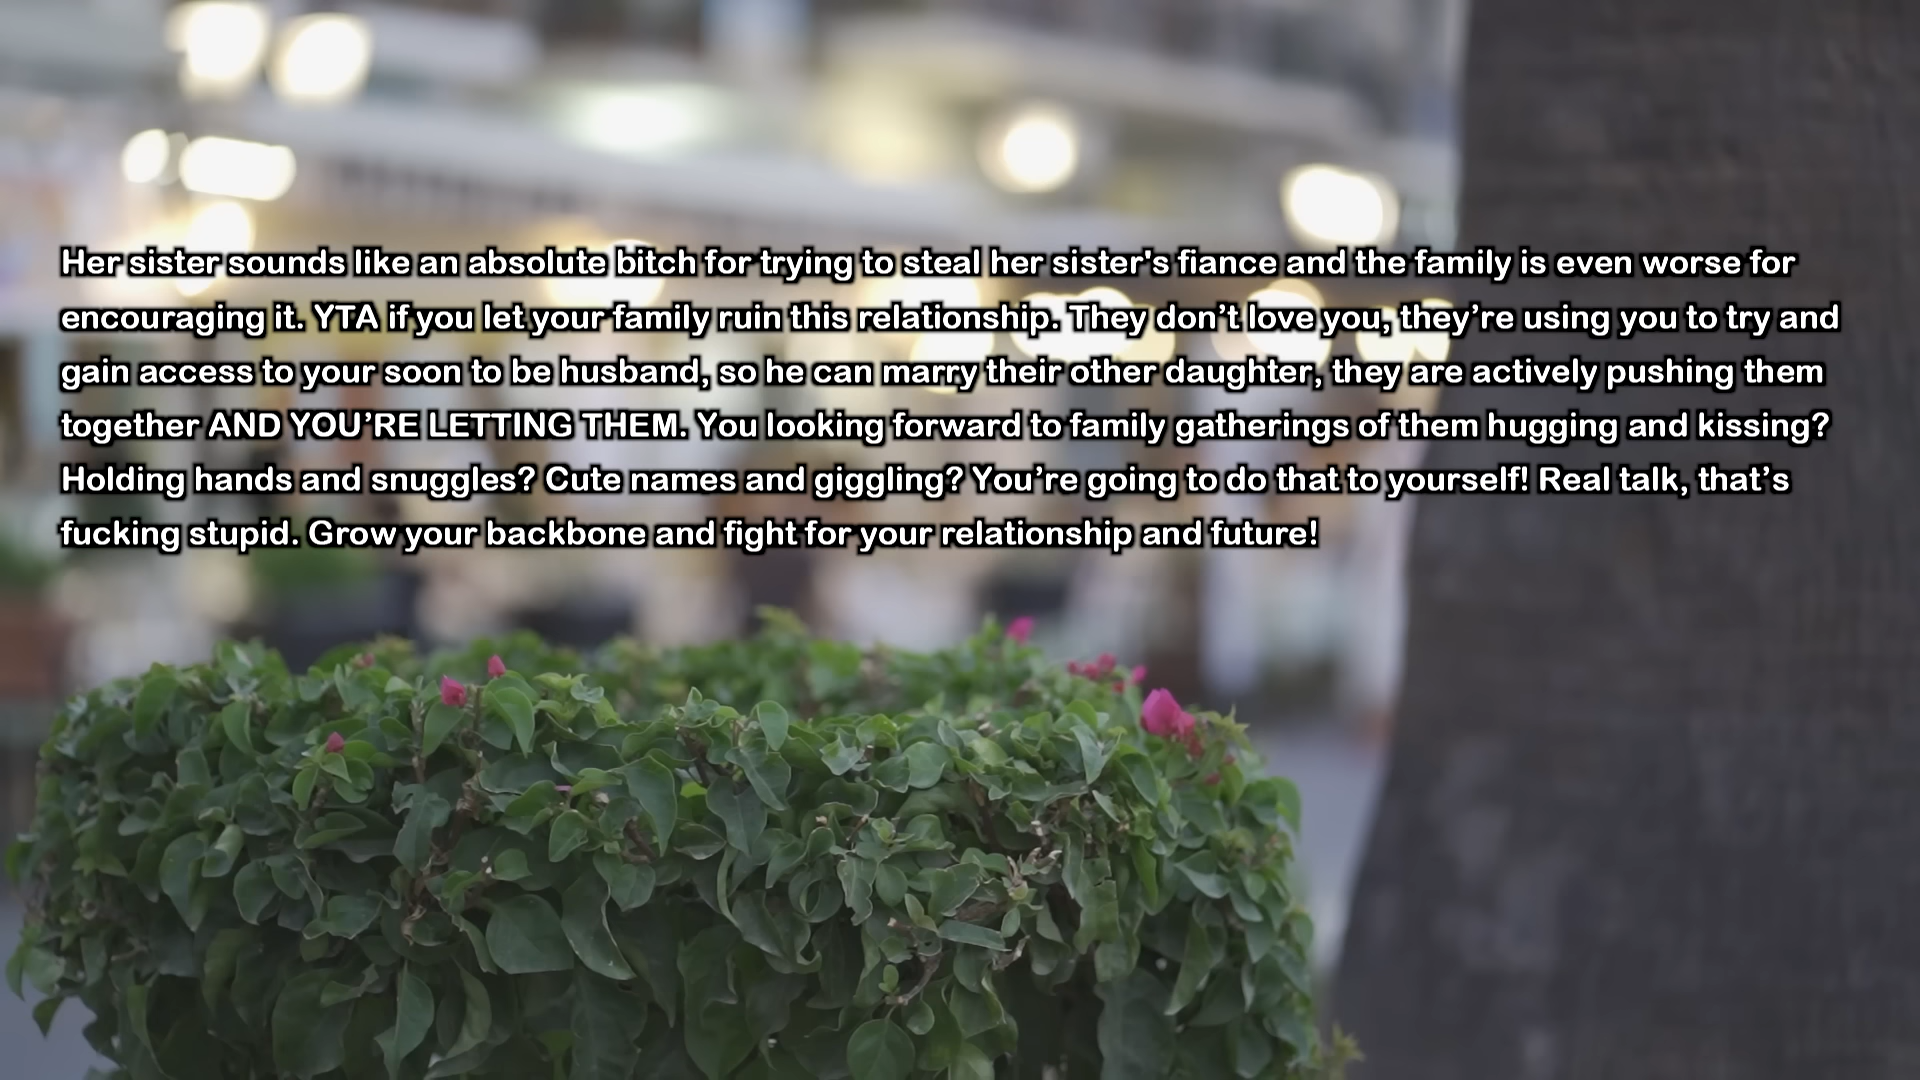 Her sister sounds like an absolute bitch for trying to steal her sister's fiance and the family is even worse for
encouraging it. YTA if you let your family ruin this relationship. They don’t love you, they’re using you to try and
gain access to your soon to be husband, so he can marry their other daughter, they are actively pushing them
together AND YOU’RE LETTING THEM. You looking forward to family gatherings of them hugging and kissing?
Holding hands and snuggles? Cute names and giggling? You’re going to do that to yourself! Real talk, that’s
fucking stupid. Grow your backbone and fight for your relationship and future!